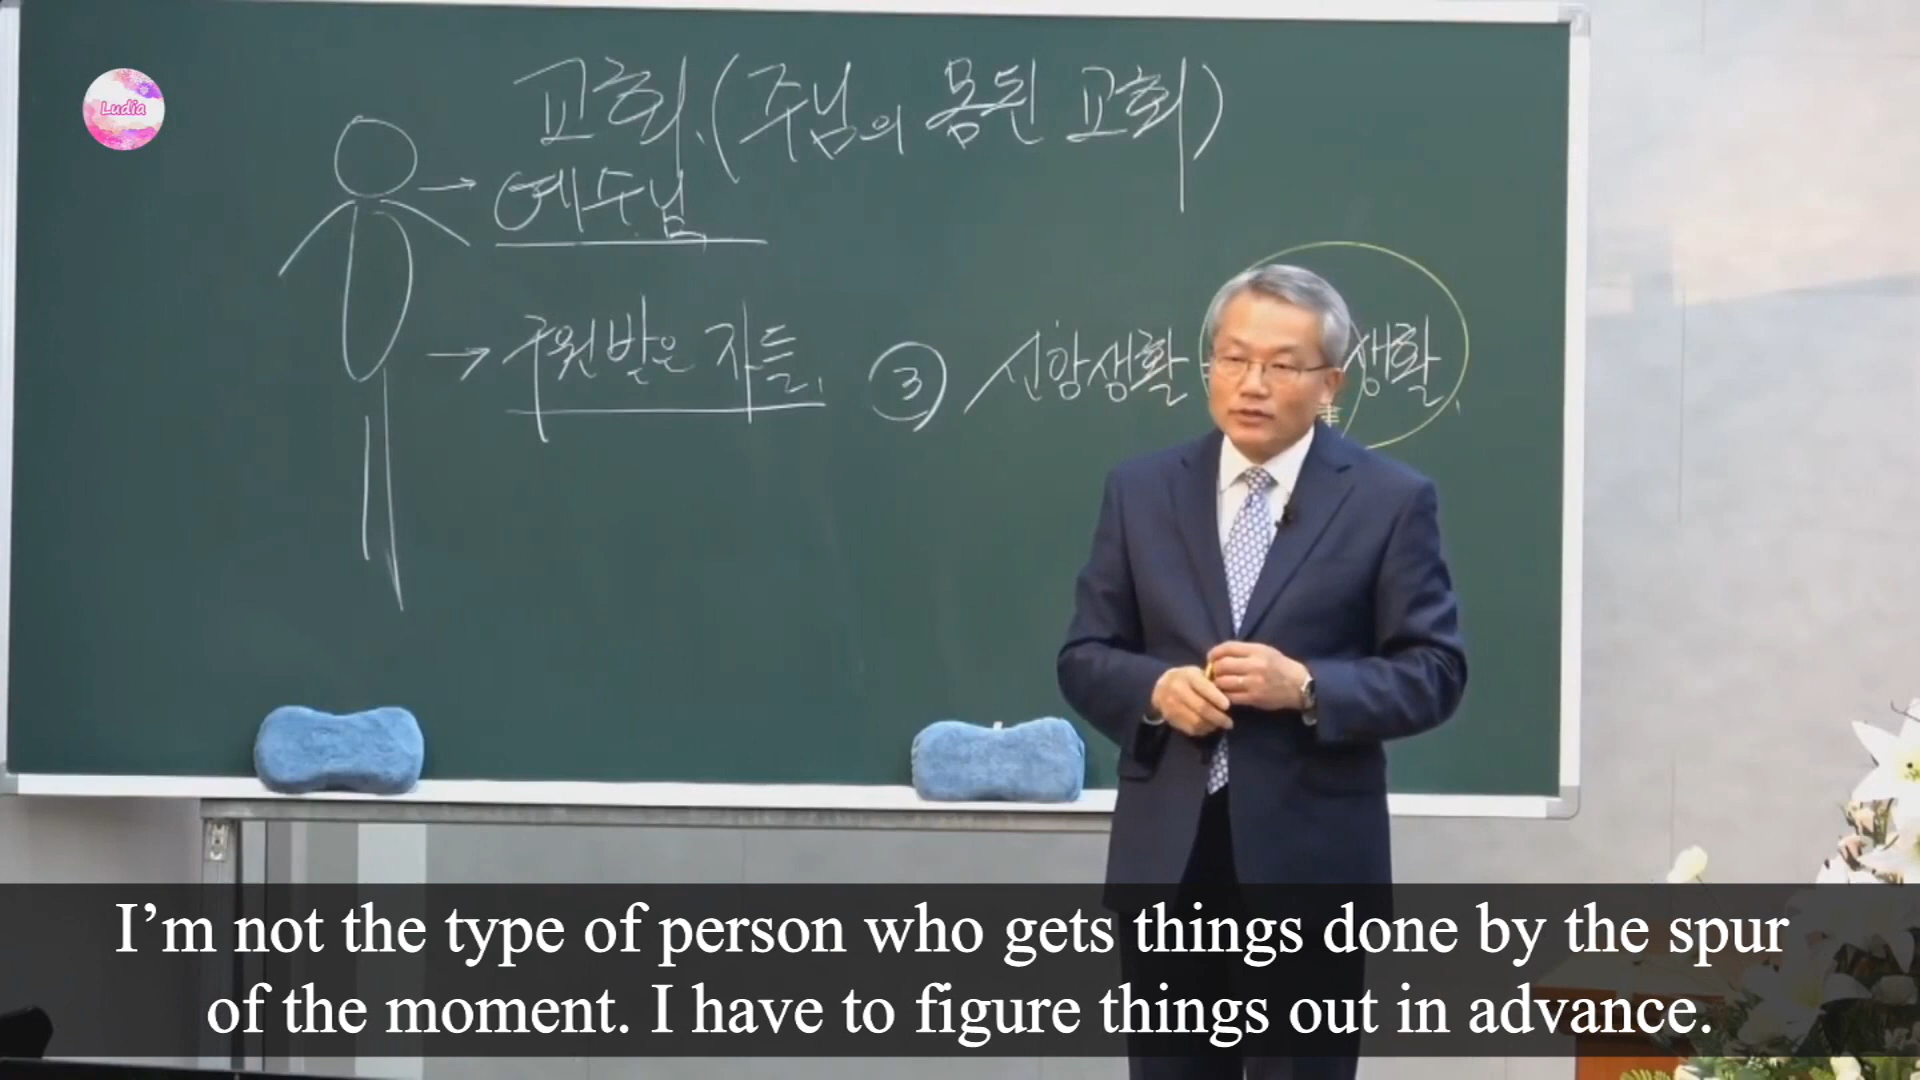 Ludia
교회. (주님의 몸된 교회)
→ 예수님
→ 구원받은 자들.
③ 신앙생활
생활.
I’m not the type of person who gets things done by the spur
of the moment. I have to figure things out in advance.